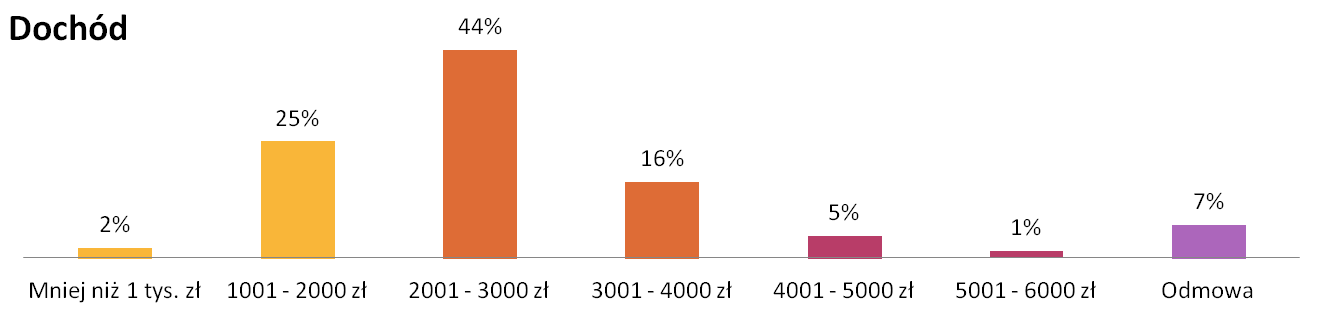 Dochód
2%
25%
44%
16%
5%
1%
7%
Mniej niż 1 tys. zł
1001 - 2000 zł
2001 - 3000 zł
3001 - 4000 zł
4001 - 5000 zł
5001 - 6000 zł
Odmowa